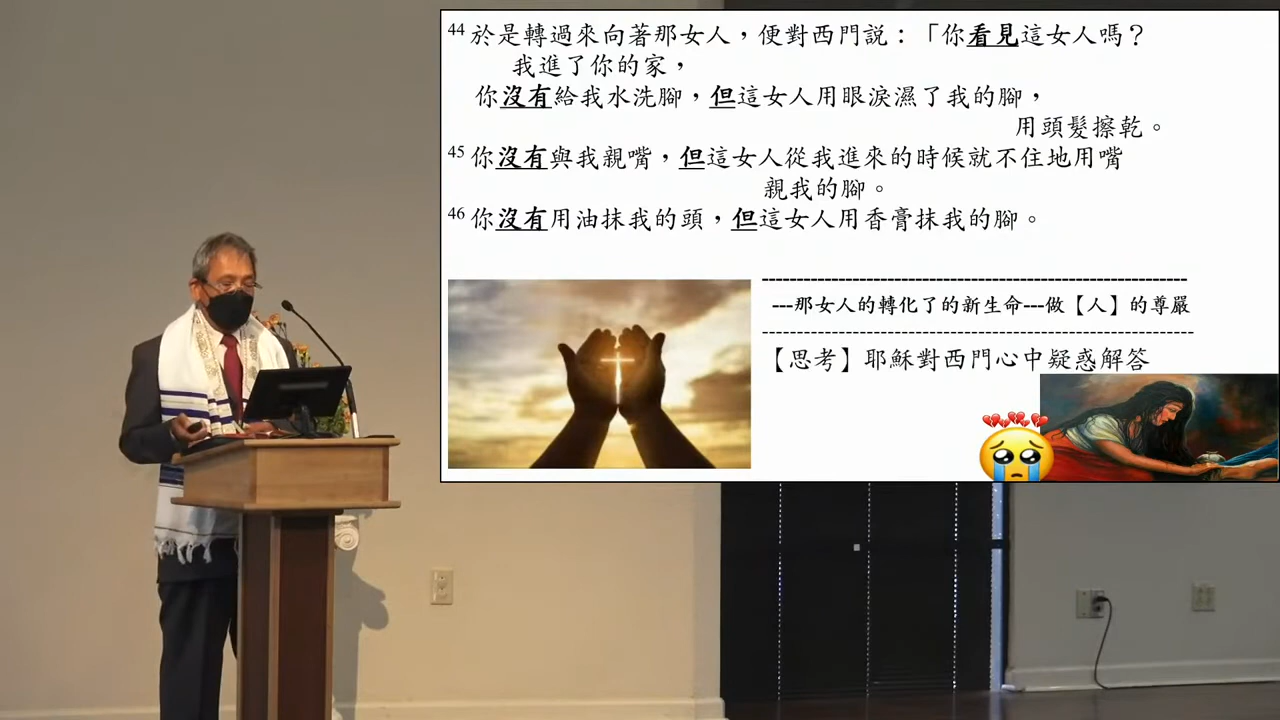 44 於是轉過來向著那女人，便對西門說：「你看見這女人嗎？
我進了你的家，
你沒有給我水洗腳，但這女人用眼淚濕了我的腳，
用頭髮擦乾。
45 你沒有與我親嘴，但這女人從我進來的時候就不住地用嘴
親我的腳。
46 你沒有用油抹我的頭，但這女人用香膏抹我的腳。
---那女人的轉化了的新生命---做【人】的尊嚴
【思考】耶穌對西門心中疑惑解答